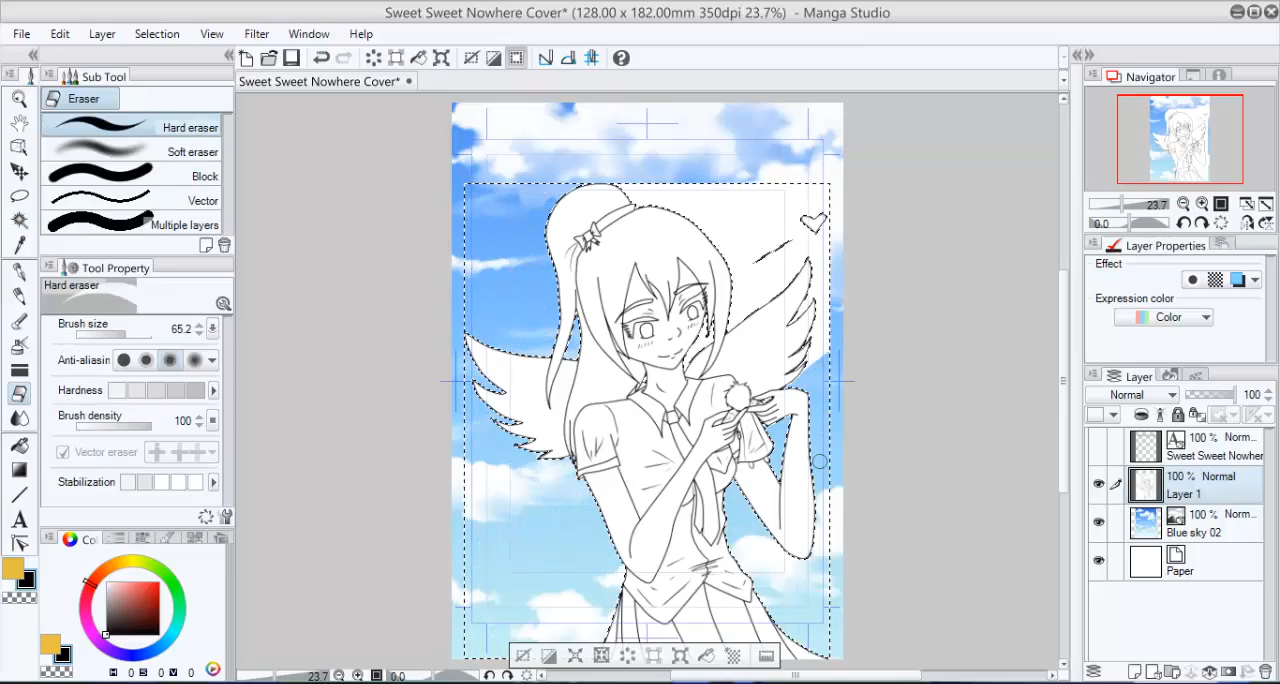 Sweet Sweet Nowhere Cover* (128.00 x 182.00mm 350dpi 23.7%) - Manga Studio
File Edit Layer Selection View Filter Window Help
Sub Tool
Sweet Sweet Nowhere Cover*
Eraser
Hard eraser
Soft eraser
Block
Vector
Multiple layers
Tool Property
Hard eraser
Brush size 65.2
Anti-aliasin
Hardness
Brush density 100
Vector eraser
Stabilization
Co
H 0 S 0 V 0
23.7 0.0
Navigator
23.7
0.0
Layer Properties
Effect
Expression color
Color
Layer
Normal 100
100 % Norm...
Sweet Sweet Nowher
100 % Normal
Layer 1
100 % Norm...
Blue sky 02
Paper